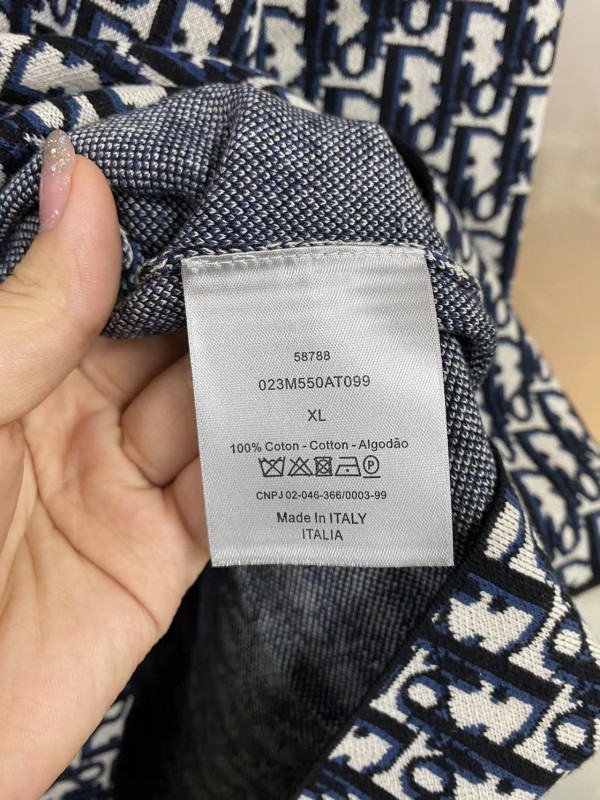 58788
023M550AT099
XL
100% Coton - Cotton - Algodão
CNPJ 02-046-366/0003-99
Made In ITALY
ITALIA